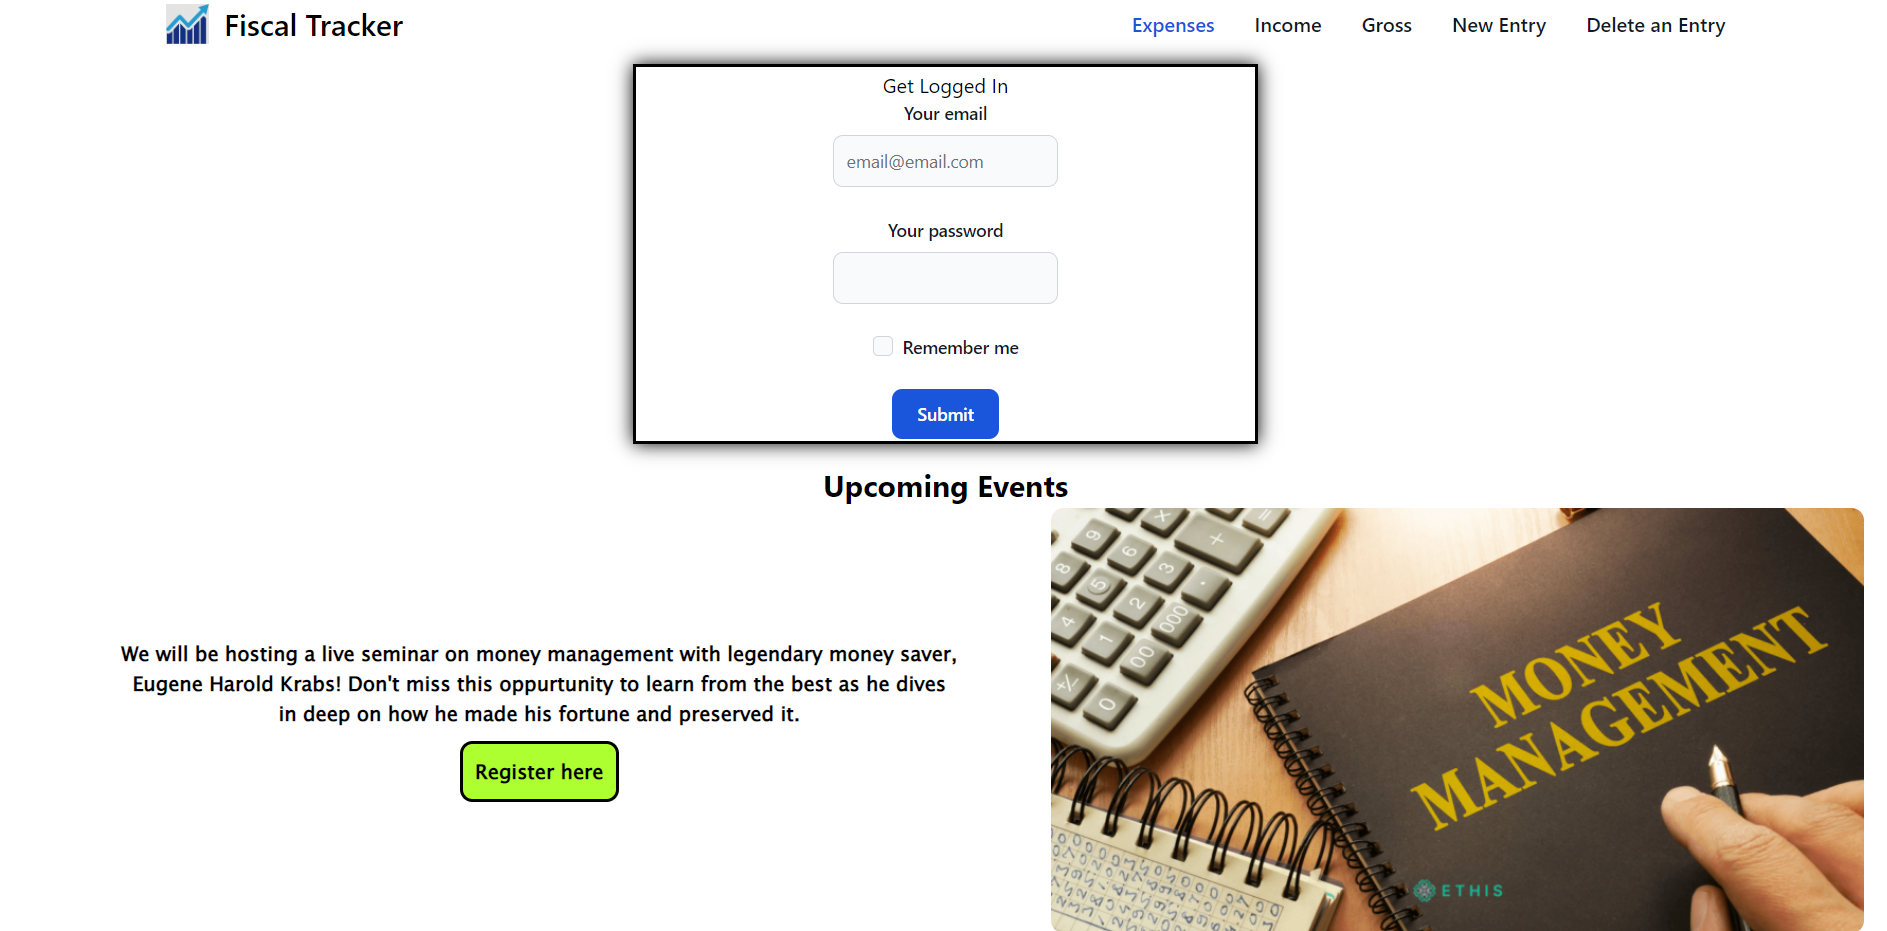 Fiscal Tracker
Expenses
Income
Gross
New Entry
Delete an Entry
Get Logged In
Your email
email@email.com
Your password
Remember me
Submit
Upcoming Events
We will be hosting a live seminar on money management with legendary money saver,
Eugene Harold Krabs! Don't miss this oppurtunity to learn from the best as he dives
in deep on how he made his fortune and preserved it.
Register here
MONEY
MANAGEMENT
ETHIS